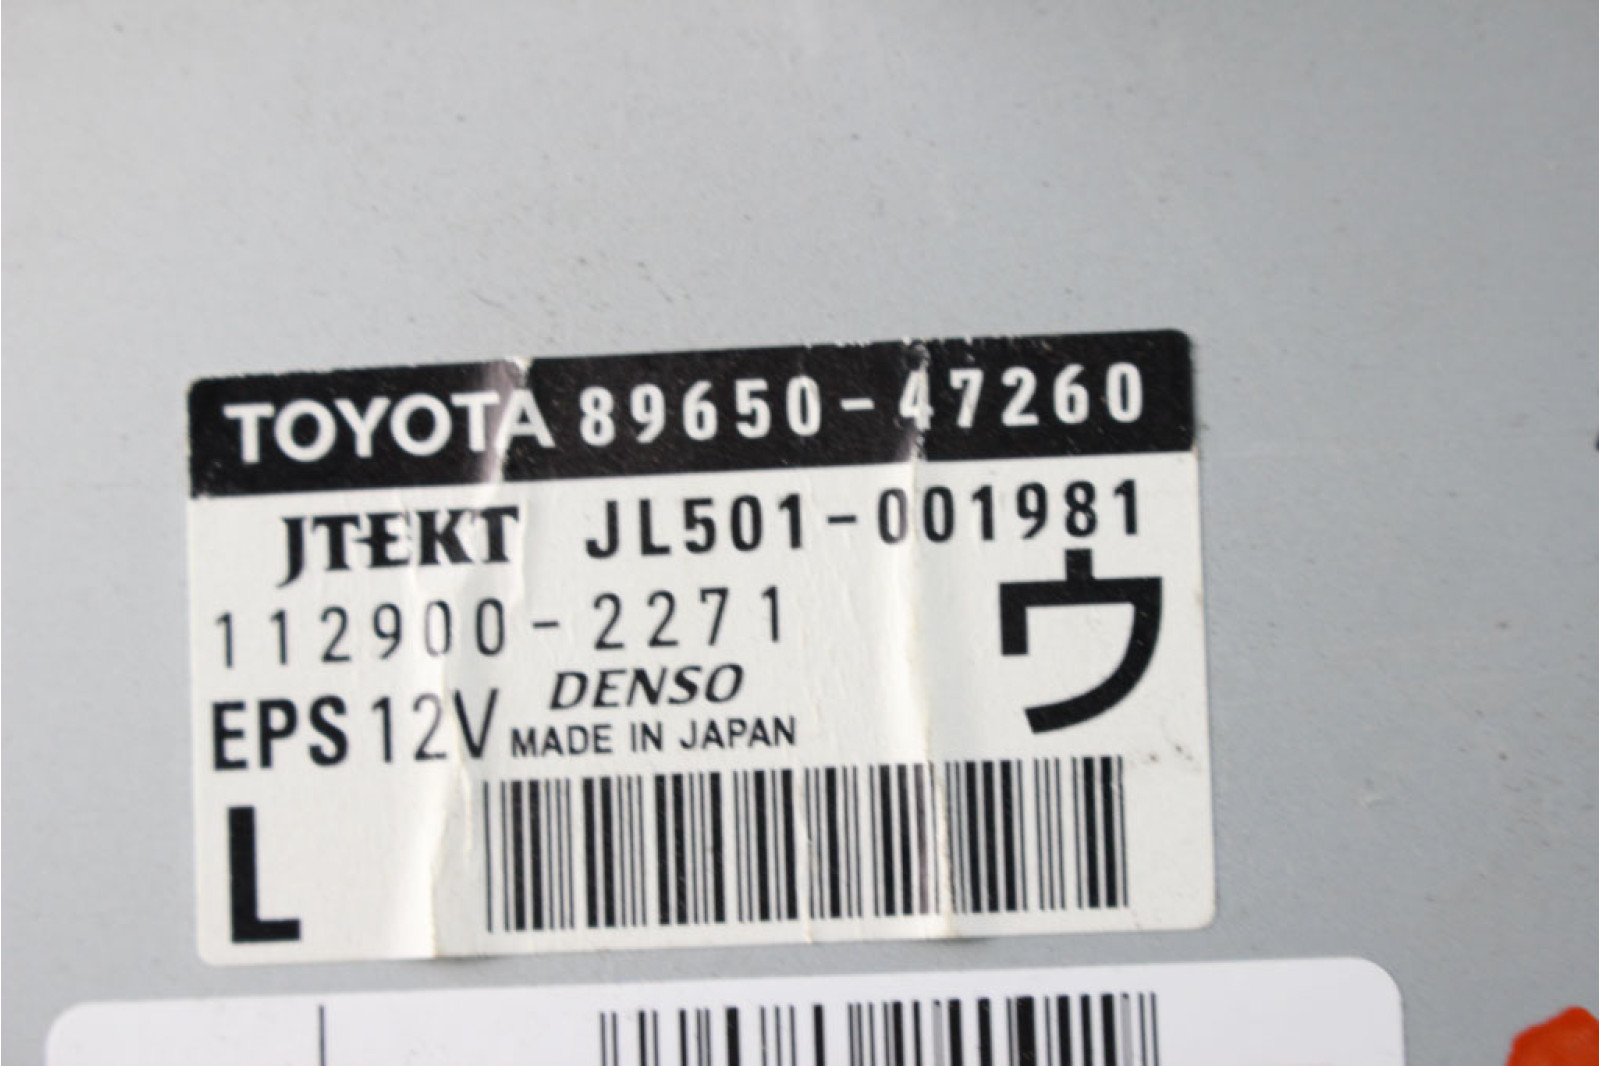 TOYOTA 89650-47260
JTEKT JL501-001981
112900-2271
ウ
DENSO
EPS 12V MADE IN JAPAN
L